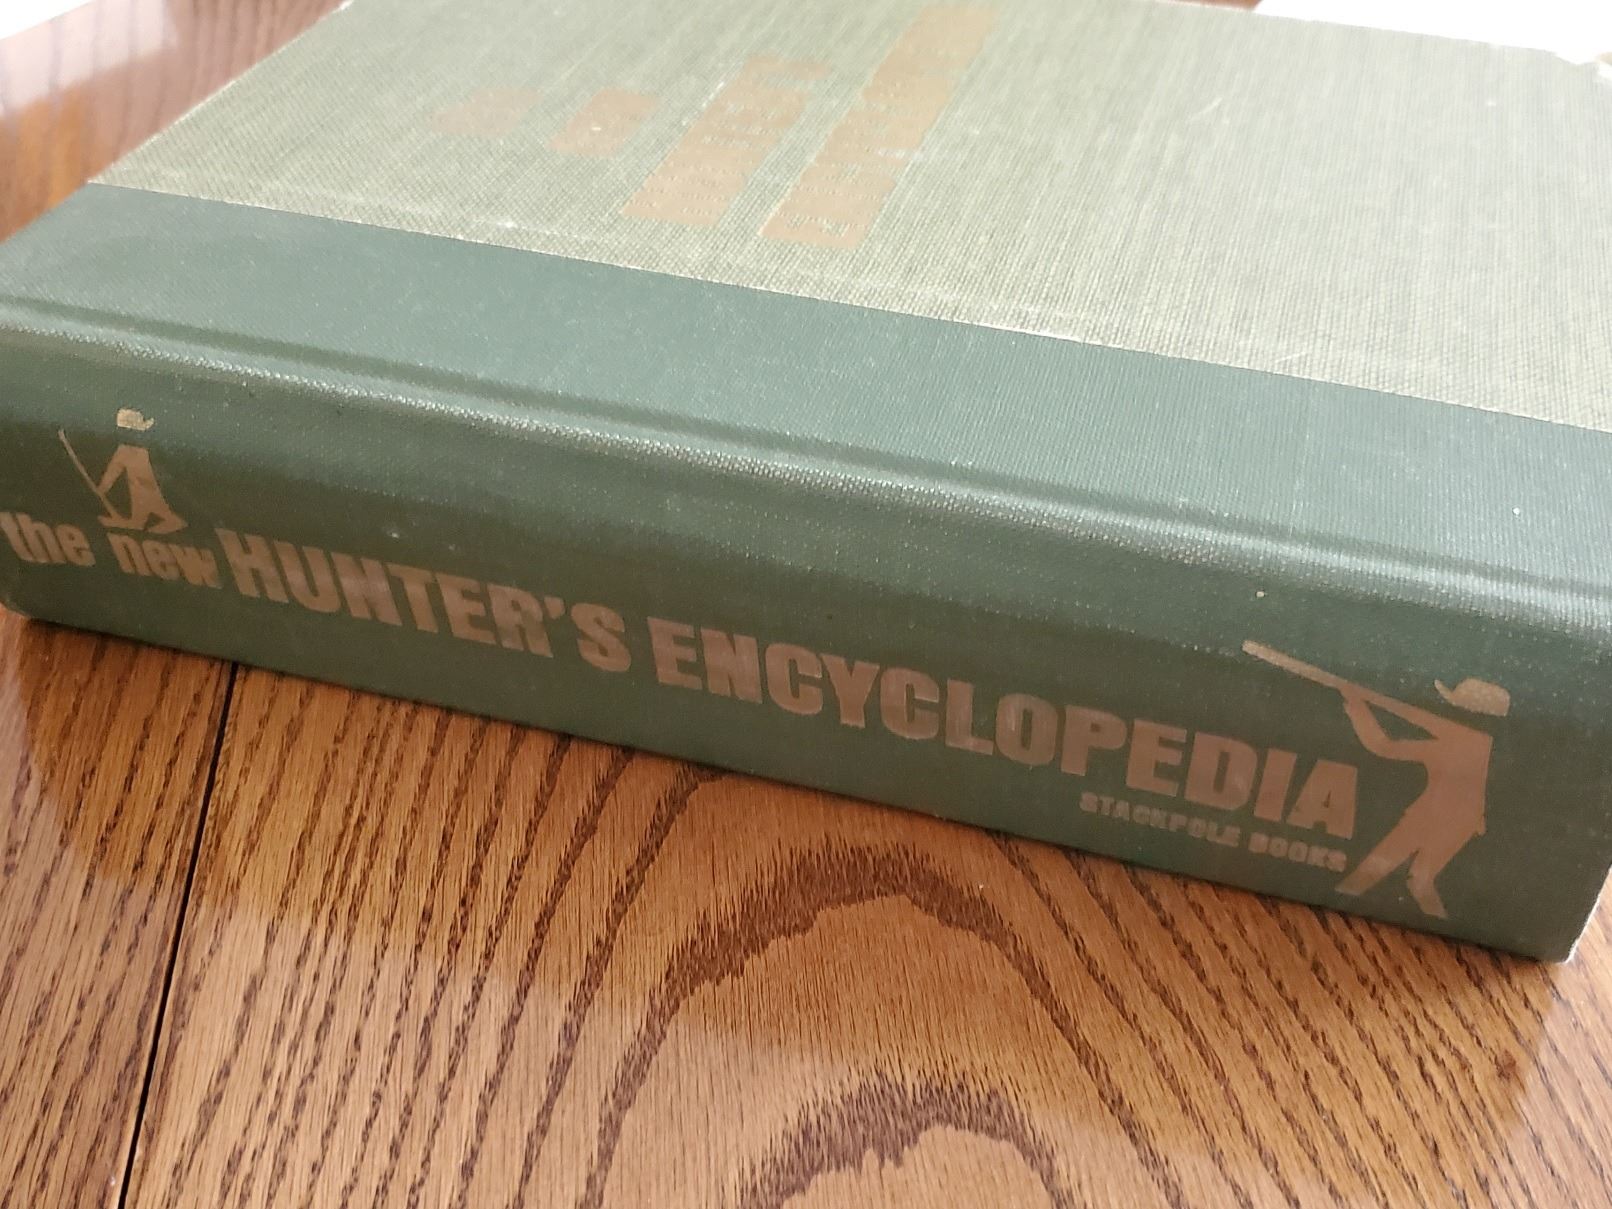 the new HUNTER'S ENCYCLOPEDIA
STACKPOLE BOOKS